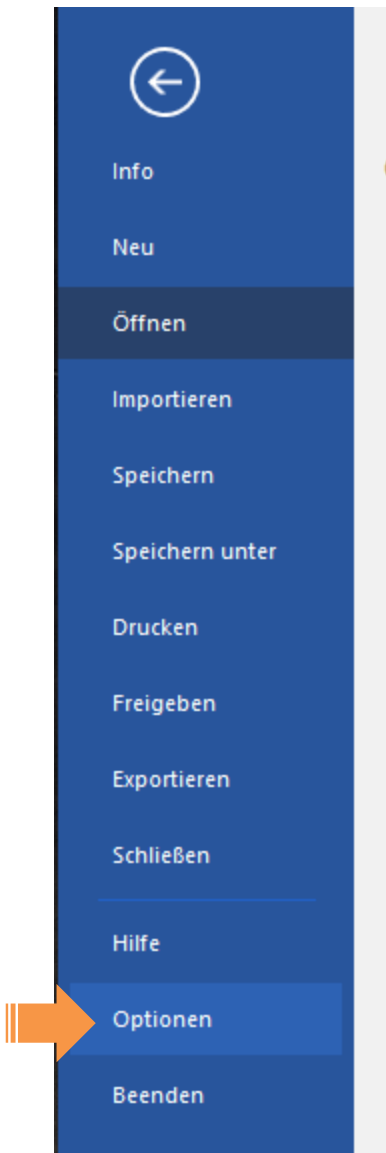 Info
Neu
Öffnen
Importieren
Speichern
Speichern unter
Drucken
Freigeben
Exportieren
Schließen
Hilfe
Optionen
Beenden